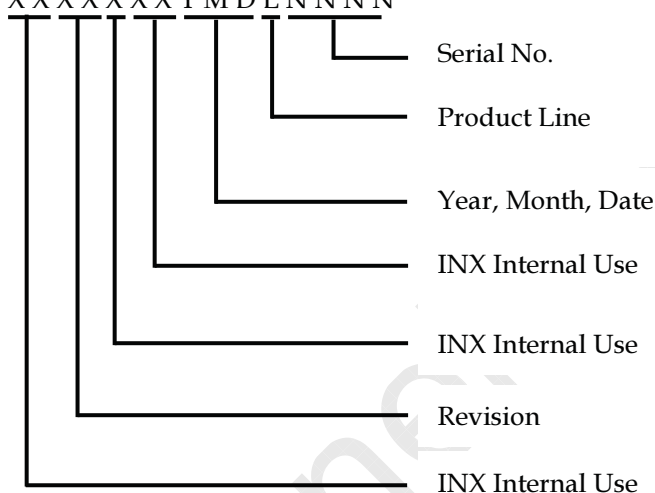 X X X X X X X Y M D L N N N N
Serial No.
Product Line
Year, Month, Date
INX Internal Use
INX Internal Use
Revision
INX Internal Use